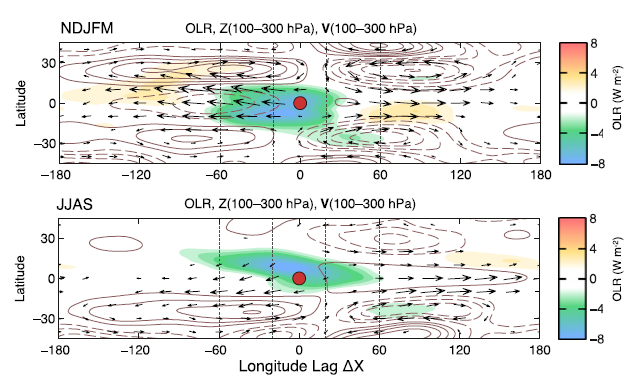 NDJFM OLR, Z(100–300 hPa), V(100–300 hPa)
30
0
−30
Latitude
−180 −120 −60 0 60 120 180
8
4
0
−4
−8
OLR (W m⁻²)
JJAS OLR, Z(100–300 hPa), V(100–300 hPa)
30
0
−30
Latitude
−180 −120 −60 0 60 120 180
Longitude Lag ΔX
8
4
0
−4
−8
OLR (W m⁻²)